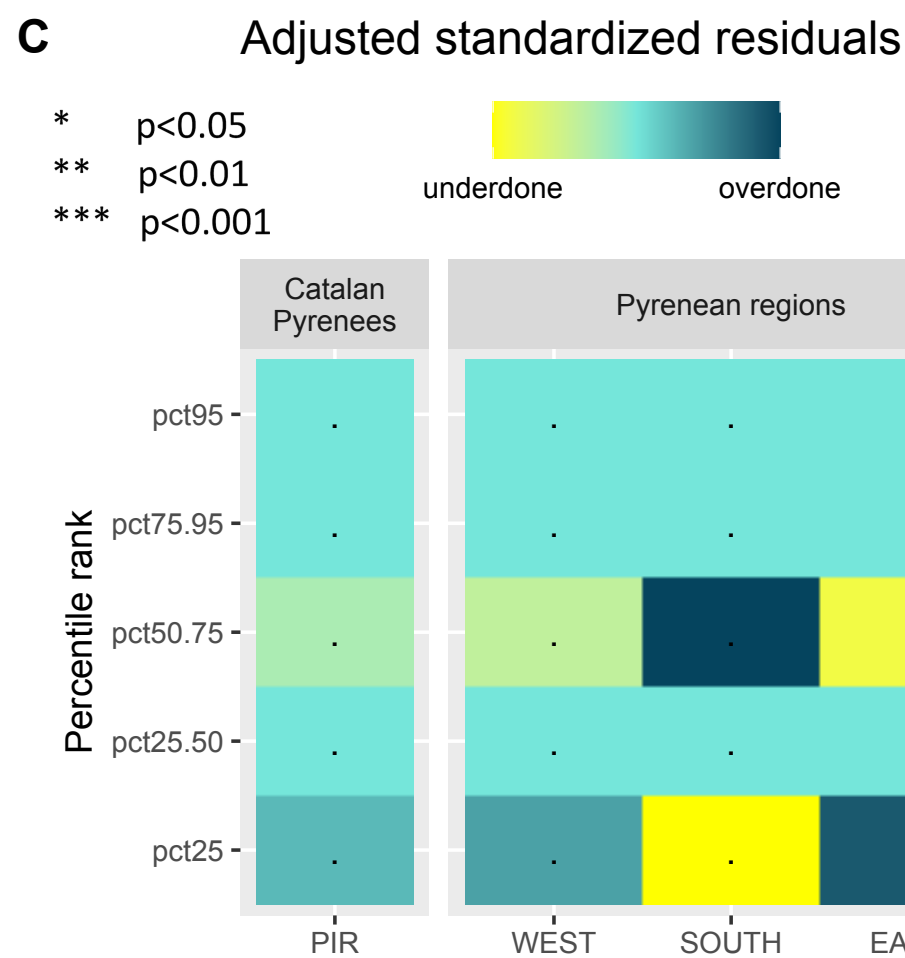 C Adjusted standardized residuals
* p<0.05
** p<0.01
*** p<0.001
underdone overdone
Catalan
Pyrenees
Pyrenean regions
Percentile rank
pct95
pct75.95
pct50.75
pct25.50
pct25
PIR WEST SOUTH EA